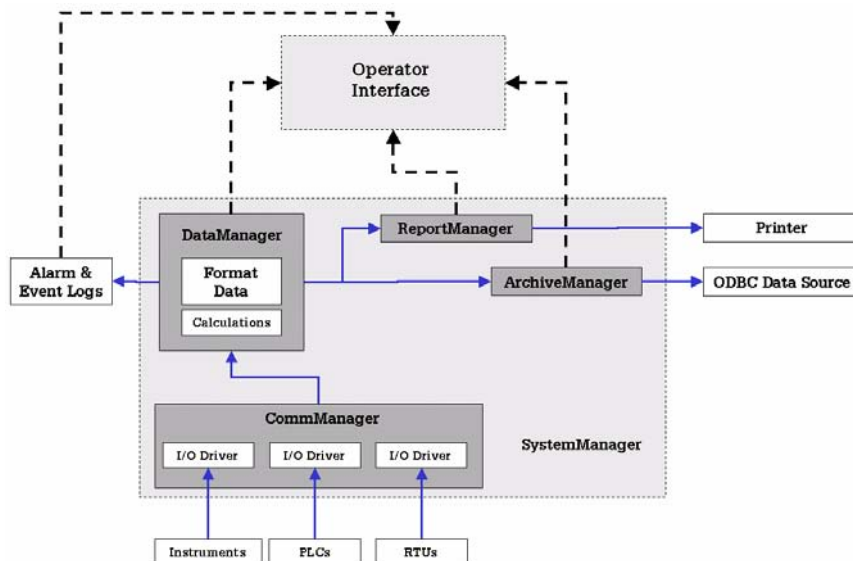 Operator
Interface
DataManager
ReportManager
Printer
Alarm &
Event Logs
Format
Data
ArchiveManager
ODBC Data Source
Calculations
CommManager
I/O Driver
I/O Driver
I/O Driver
SystemManager
Instruments
PLCs
RTUs